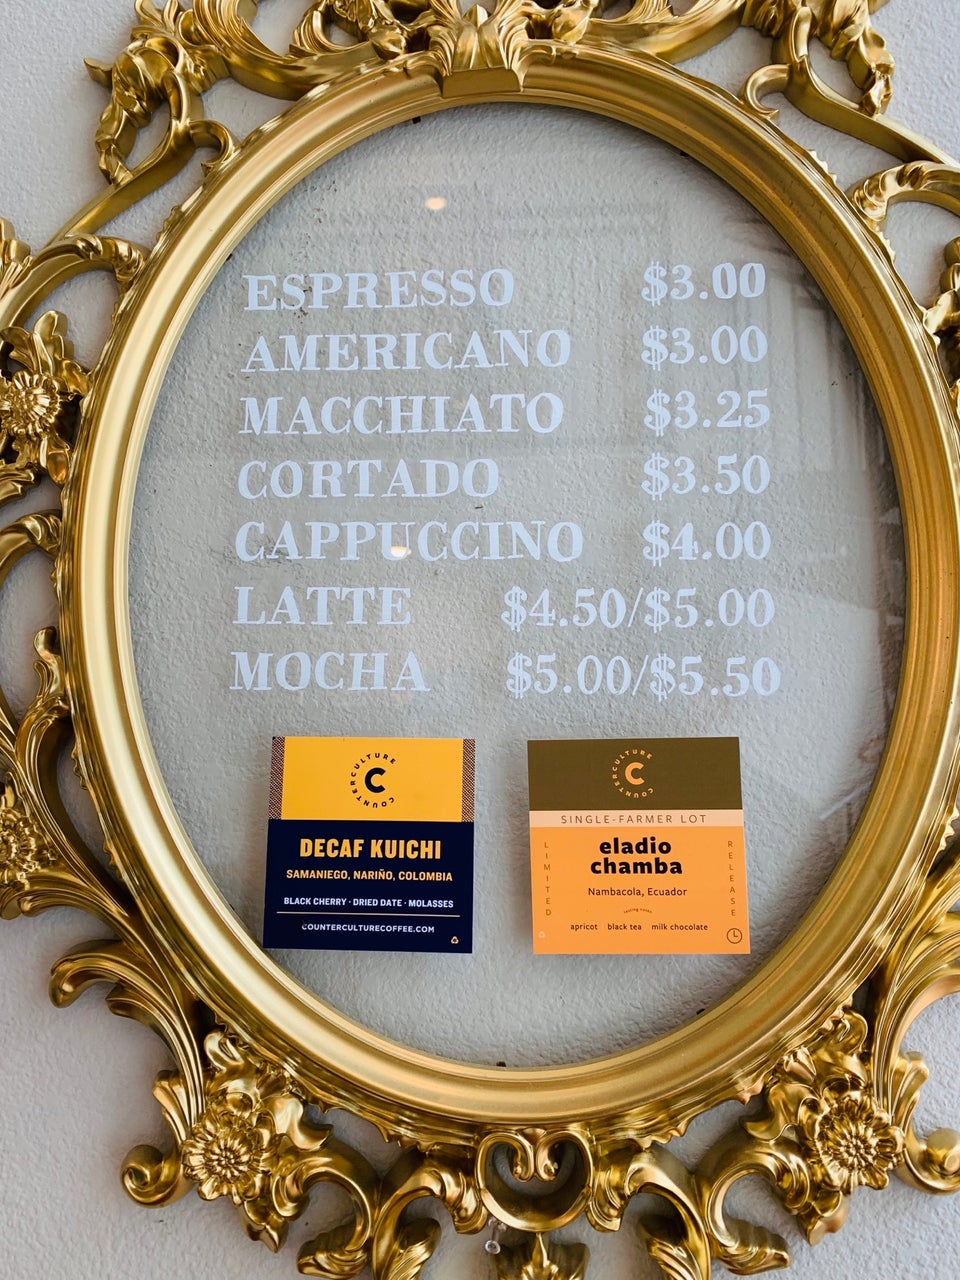 ESPRESSO $3.00
AMERICANO $3.00
MACCHIATO $3.25
CORTADO $3.50
CAPPUCCINO $4.00
LATTE $4.50/$5.00
MOCHA $5.00/$5.50
COUNTERCULTURE
C
DECAF KUICHI
SAMANIEGO, NARIÑO, COLOMBIA
BLACK CHERRY · DRIED DATE · MOLASSES
COUNTERCULTURECOFFEE.COM
COUNTERCULTURE
C
SINGLE-FARMER LOT
LIMITED
eladio
chamba
Nambacola, Ecuador
tasting notes
apricot black tea milk chocolate
RELEASE